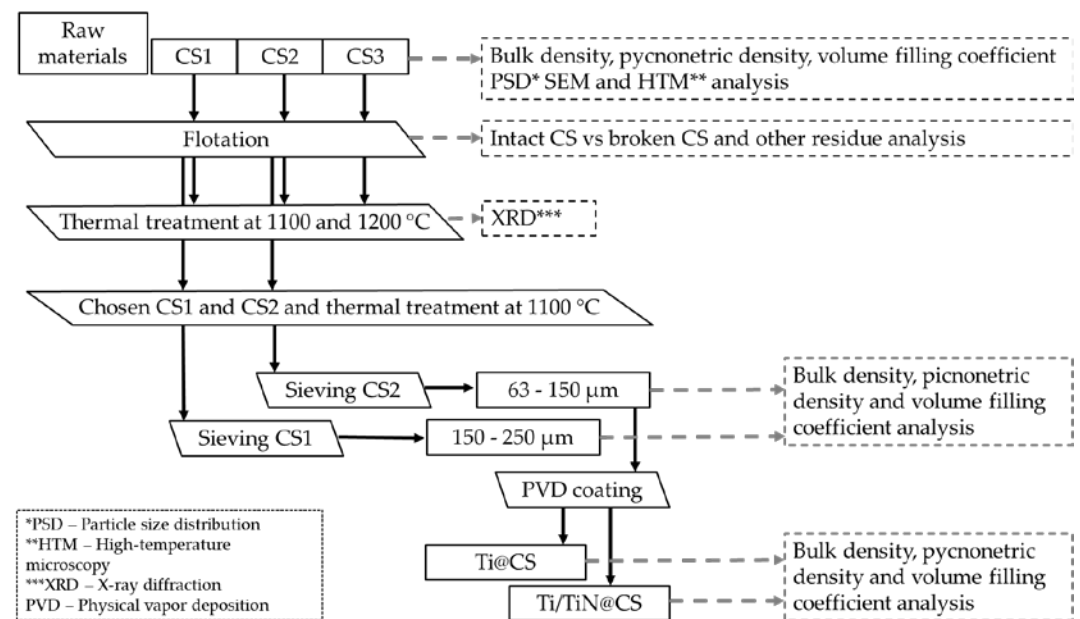 Raw
materials
CS1
CS2
CS3
Bulk density, pycnonetric density, volume filling coefficient
PSD* SEM and HTM** analysis
Flotation
Intact CS vs broken CS and other residue analysis
Thermal treatment at 1100 and 1200 °C
XRD***
Chosen CS1 and CS2 and thermal treatment at 1100 °C
Sieving CS2
63 - 150 μm
Bulk density, picnonetric
density and volume filling
coefficient analysis
Sieving CS1
150 - 250 μm
PVD coating
*PSD – Particle size distribution
**HTM – High-temperature
microscopy
***XRD – X-ray diffraction
PVD – Physical vapor deposition
Ti@CS
Ti/TiN@CS
Bulk density, pycnonetric
density and volume filling
coefficient analysis